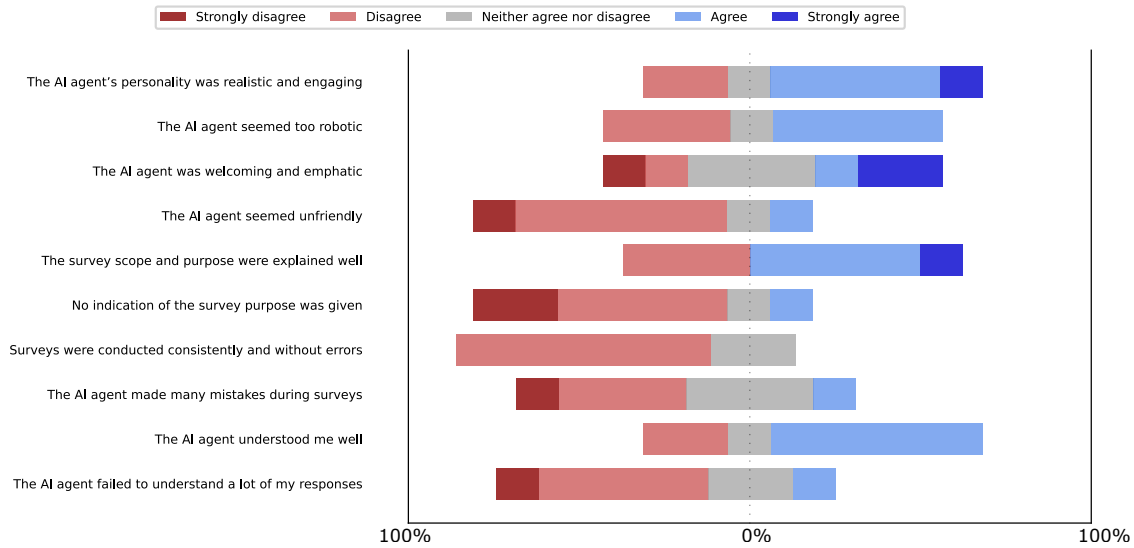 Strongly disagree Disagree Neither agree nor disagree Agree Strongly agree
The AI agent's personality was realistic and engaging
The AI agent seemed too robotic
The AI agent was welcoming and emphatic
The AI agent seemed unfriendly
The survey scope and purpose were explained well
No indication of the survey purpose was given
Surveys were conducted consistently and without errors
The AI agent made many mistakes during surveys
The AI agent understood me well
The AI agent failed to understand a lot of my responses
100% 0% 100%